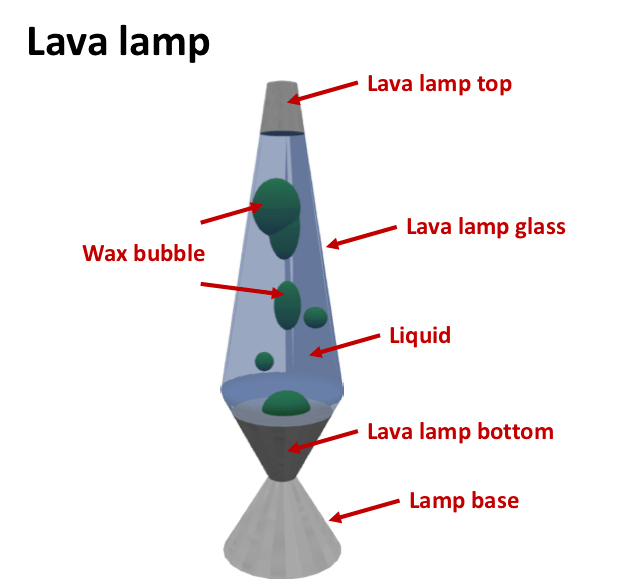 Lava lamp
Lava lamp top
Lava lamp glass
Wax bubble
Liquid
Lava lamp bottom
Lamp base